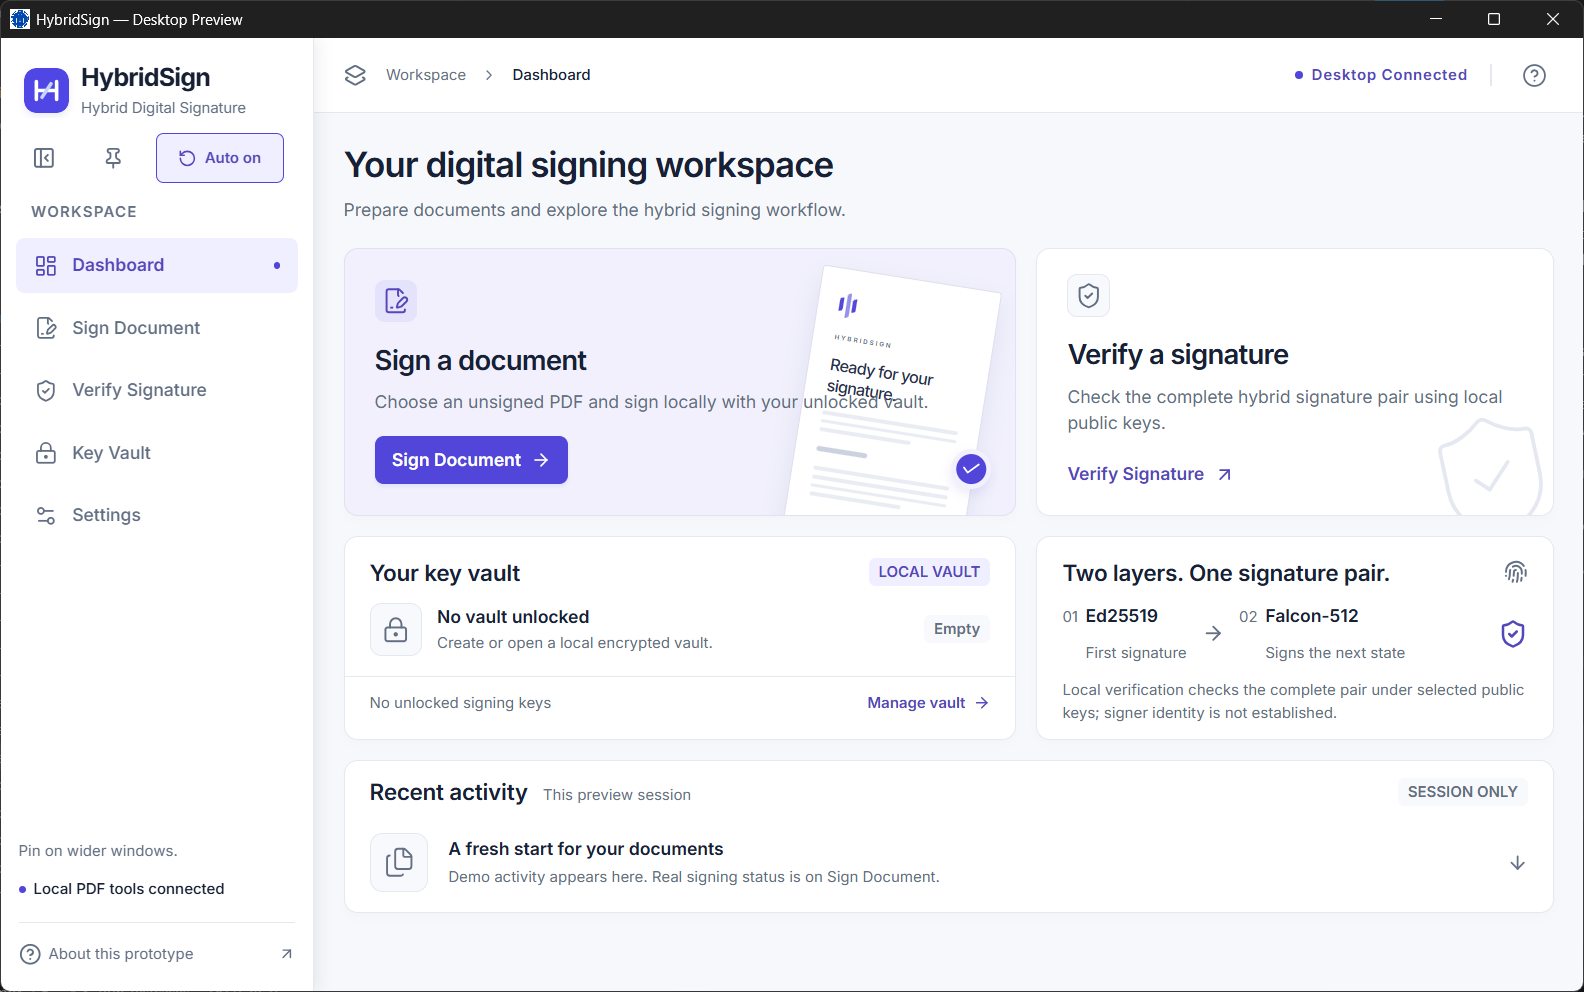 HybridSign — Desktop Preview
HybridSign
Hybrid Digital Signature
Auto on
WORKSPACE
Dashboard
Sign Document
Verify Signature
Key Vault
Settings
Pin on wider windows.
Local PDF tools connected
About this prototype
Workspace > Dashboard
Desktop Connected
Your digital signing workspace
Prepare documents and explore the hybrid signing workflow.
Sign a document
Choose an unsigned PDF and sign locally with your unlocked vault.
Sign Document
HYBRIDSIGN
Ready for your
signature.
Verify a signature
Check the complete hybrid signature pair using local
public keys.
Verify Signature
Your key vault
LOCAL VAULT
No vault unlocked
Create or open a local encrypted vault.
Empty
No unlocked signing keys
Manage vault
Two layers. One signature pair.
01 Ed25519
First signature
02 Falcon-512
Signs the next state
Local verification checks the complete pair under selected public
keys; signer identity is not established.
Recent activity This preview session
SESSION ONLY
A fresh start for your documents
Demo activity appears here. Real signing status is on Sign Document.